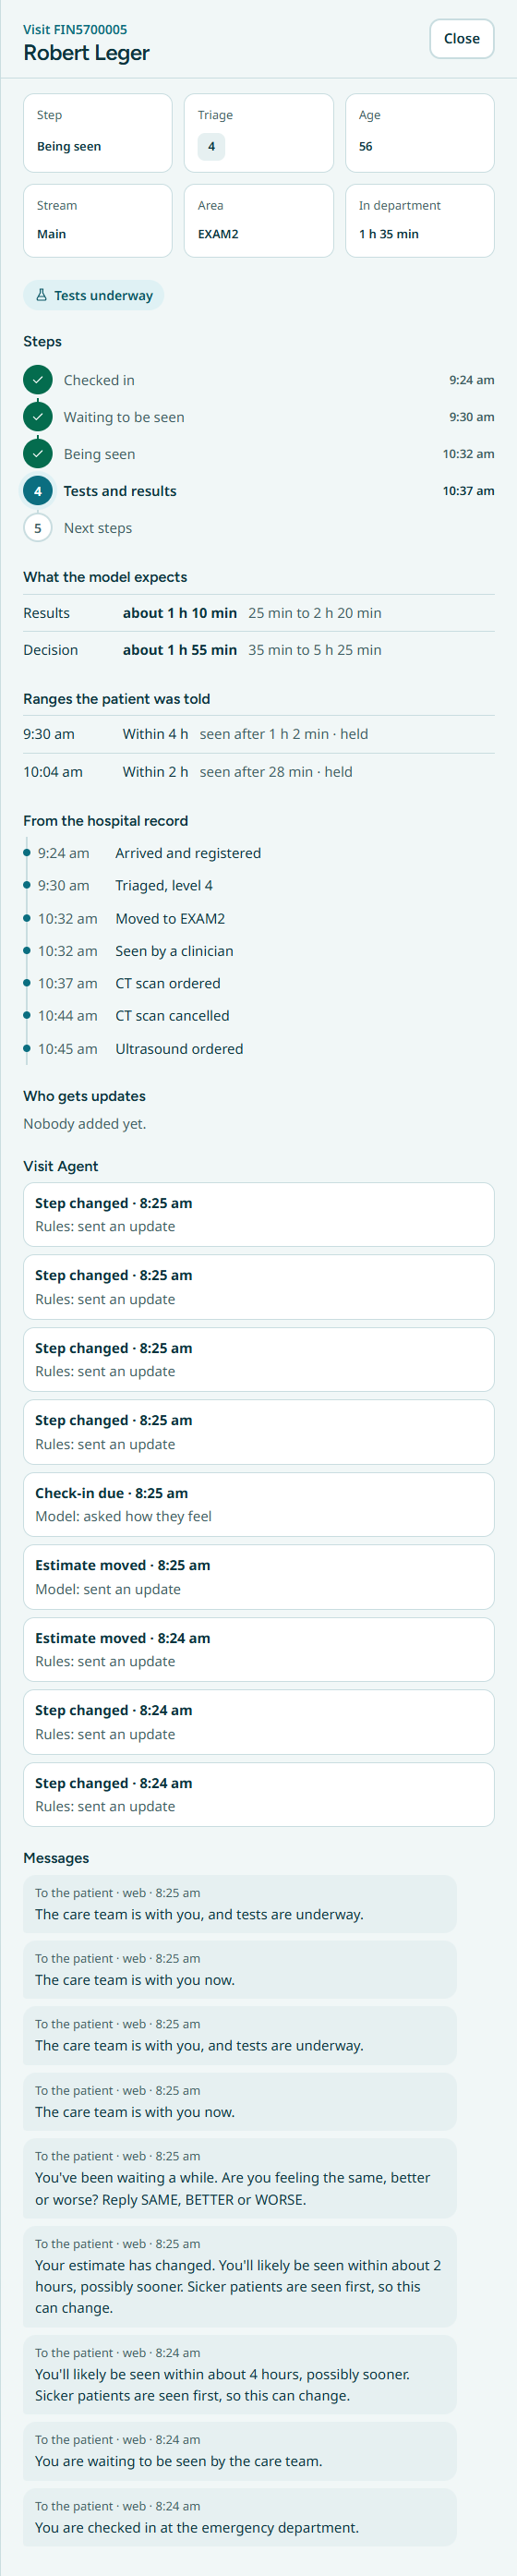 Visit FIN5700005
Robert Leger
Close
Step
Being seen
Triage
4
Age
56
Stream
Main
Area
EXAM2
In department
1 h 35 min
Tests underway
Steps
Checked in 9:24 am
Waiting to be seen 9:30 am
Being seen 10:32 am
4 Tests and results 10:37 am
5 Next steps
What the model expects
Results about 1 h 10 min 25 min to 2 h 20 min
Decision about 1 h 55 min 35 min to 5 h 25 min
Ranges the patient was told
9:30 am Within 4 h seen after 1 h 2 min · held
10:04 am Within 2 h seen after 28 min · held
From the hospital record
9:24 am Arrived and registered
9:30 am Triaged, level 4
10:32 am Moved to EXAM2
10:32 am Seen by a clinician
10:37 am CT scan ordered
10:44 am CT scan cancelled
10:45 am Ultrasound ordered
Who gets updates
Nobody added yet.
Visit Agent
Step changed · 8:25 am
Rules: sent an update
Step changed · 8:25 am
Rules: sent an update
Step changed · 8:25 am
Rules: sent an update
Step changed · 8:25 am
Rules: sent an update
Check-in due · 8:25 am
Model: asked how they feel
Estimate moved · 8:25 am
Model: sent an update
Estimate moved · 8:24 am
Rules: sent an update
Step changed · 8:24 am
Rules: sent an update
Step changed · 8:24 am
Rules: sent an update
Messages
To the patient · web · 8:25 am
The care team is with you, and tests are underway.
To the patient · web · 8:25 am
The care team is with you now.
To the patient · web · 8:25 am
The care team is with you, and tests are underway.
To the patient · web · 8:25 am
The care team is with you now.
To the patient · web · 8:25 am
You've been waiting a while. Are you feeling the same, better
or worse? Reply SAME, BETTER or WORSE.
To the patient · web · 8:25 am
Your estimate has changed. You'll likely be seen within about 2
hours, possibly sooner. Sicker patients are seen first, so this
can change.
To the patient · web · 8:24 am
You'll likely be seen within about 4 hours, possibly sooner.
Sicker patients are seen first, so this can change.
To the patient · web · 8:24 am
You are waiting to be seen by the care team.
To the patient · web · 8:24 am
You are checked in at the emergency department.